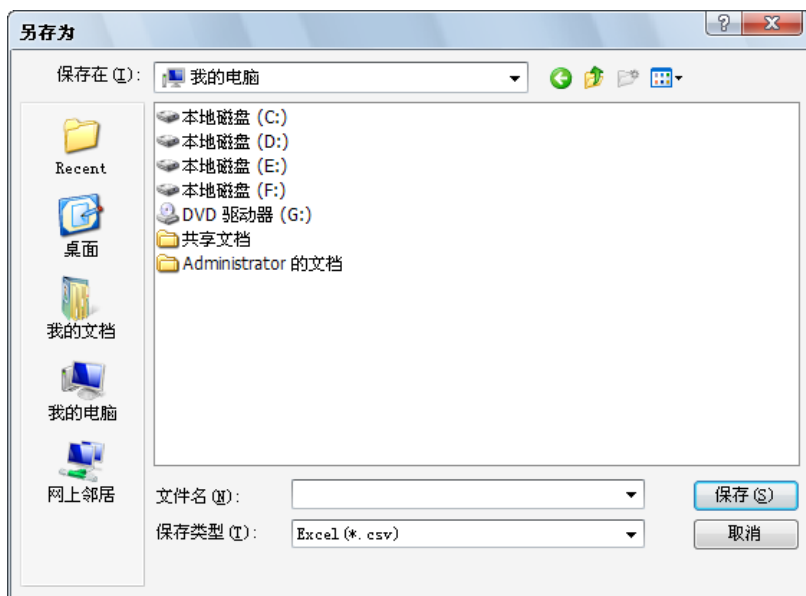 另存为
保存在(I):
我的电脑
Recent
桌面
我的文档
我的电脑
网上邻居
本地磁盘 (C:)
本地磁盘 (D:)
本地磁盘 (E:)
本地磁盘 (F:)
DVD 驱动器 (G:)
共享文档
Administrator 的文档
文件名(N):
保存(S)
保存类型(T):
Excel(*.csv)
取消